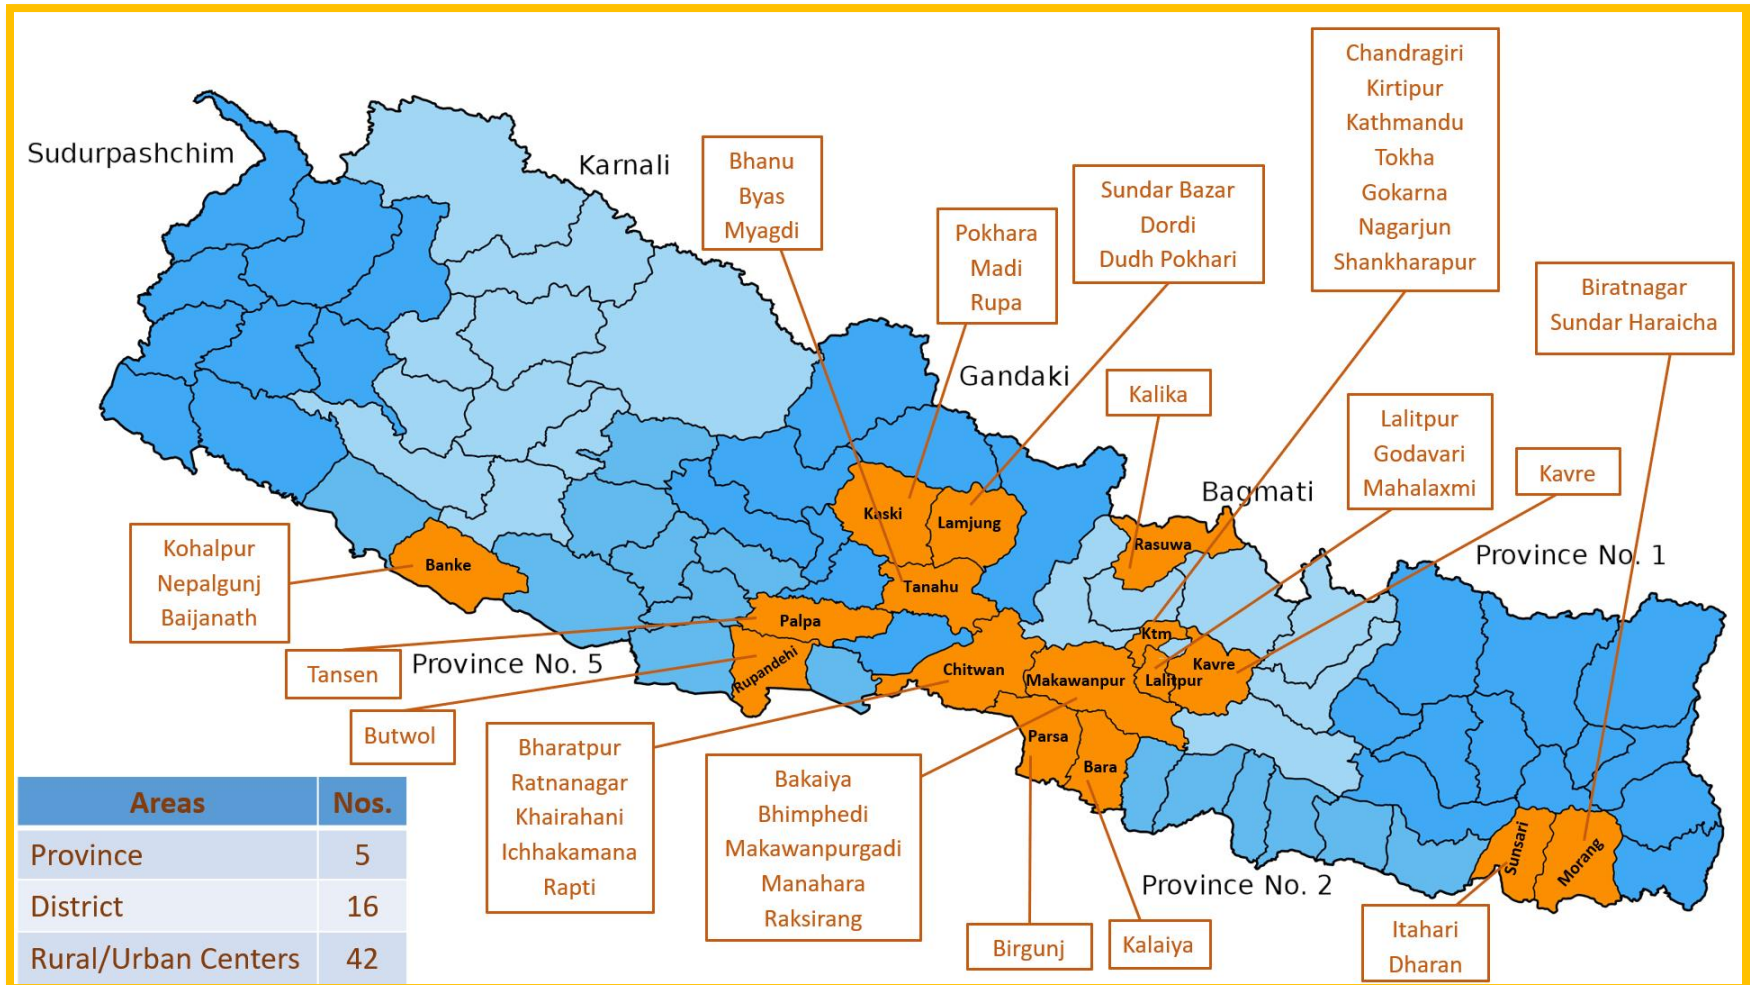 Sudurpashchim
Karnali
Gandaki
Bagmati
Province No. 1
Province No. 5
Province No. 2
Bhanu
Byas
Myagdi
Pokhara
Madi
Rupa
Sundar Bazar
Dordi
Dudh Pokhari
Chandragiri
Kirtipur
Kathmandu
Tokha
Gokarna
Nagarjun
Shankharapur
Biratnagar
Sundar Haraicha
Kalika
Lalitpur
Godavari
Mahalaxmi
Kavre
Kohalpur
Nepalgunj
Baijanath
Tansen
Butwol
Bharatpur
Ratnanagar
Khairahani
Ichhakamana
Rapti
Bakaiya
Bhimphedi
Makawanpurgadi
Manahara
Raksirang
Birgunj
Kalaiya
Itahari
Dharan
Kaski
Lamjung
Rasuwa
Banke
Tanahu
Palpa
Ktm
Rupandehi
Chitwan
Makawanpur
Lalitpur
Kavre
Parsa
Bara
Sunsari
Morang
Areas Nos.
Province 5
District 16
Rural/Urban Centers 42